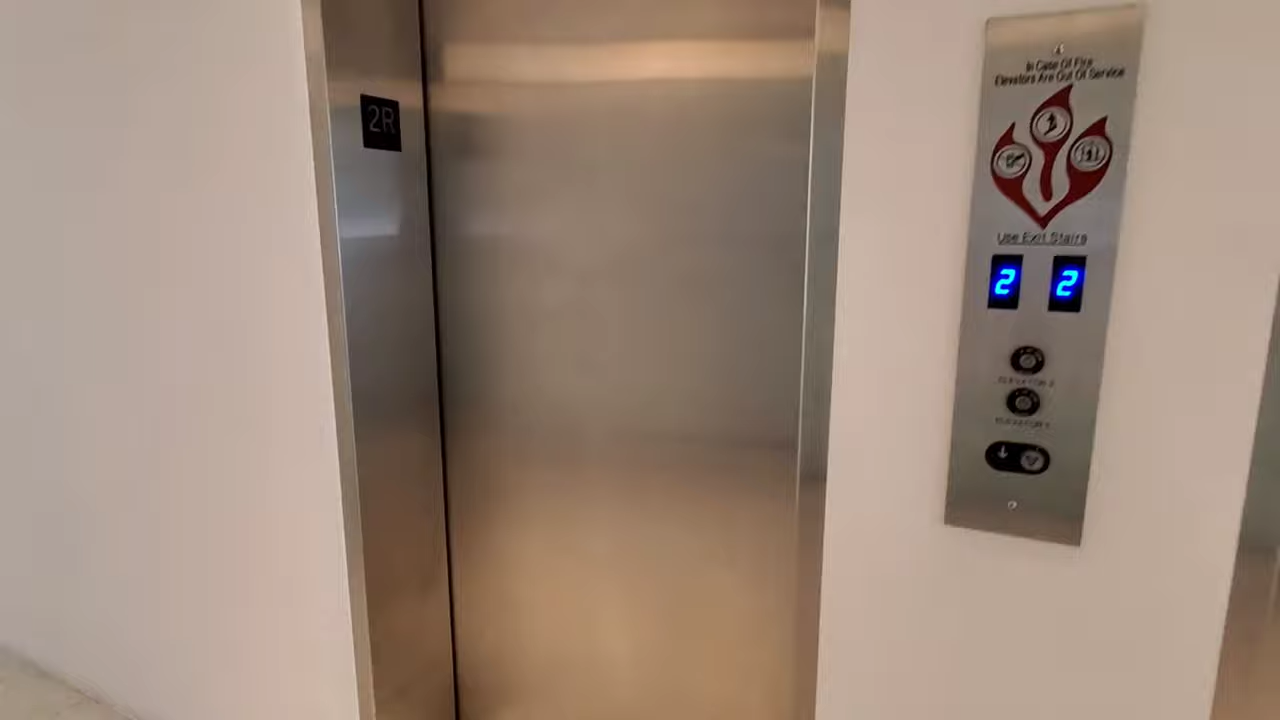 2R
In Case Of Fire
Elevators Are Out Of Service
Use Exit Stairs
2 2